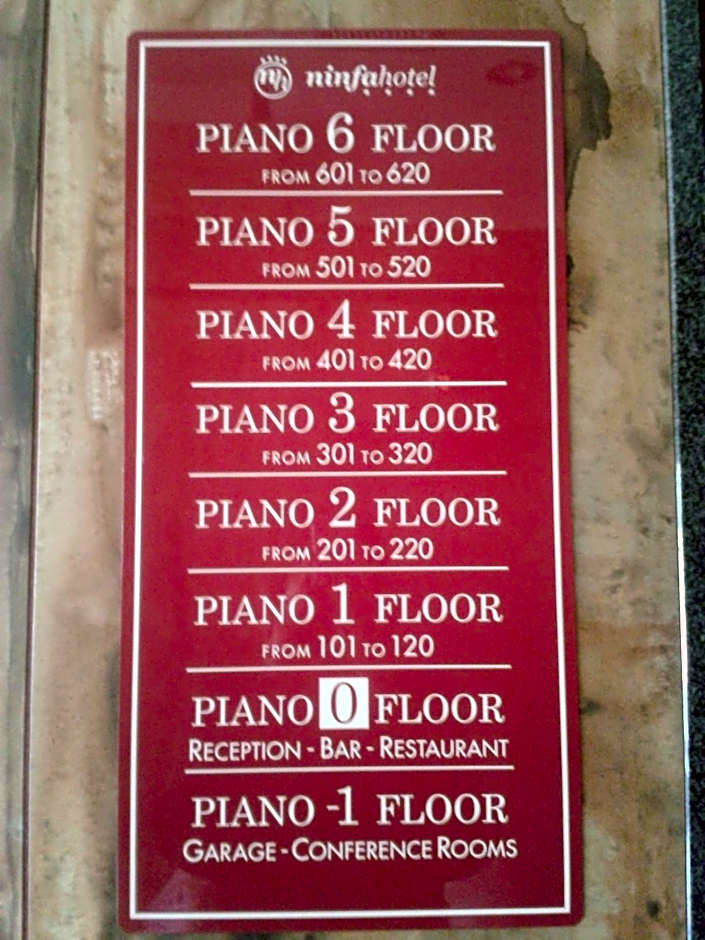 nh ninfahotel
PIANO 6 FLOOR
FROM 601 TO 620
PIANO 5 FLOOR
FROM 501 TO 520
PIANO 4 FLOOR
FROM 401 TO 420
PIANO 3 FLOOR
FROM 301 TO 320
PIANO 2 FLOOR
FROM 201 TO 220
PIANO 1 FLOOR
FROM 101 TO 120
PIANO 0 FLOOR
RECEPTION - BAR - RESTAURANT
PIANO -1 FLOOR
GARAGE - CONFERENCE ROOMS